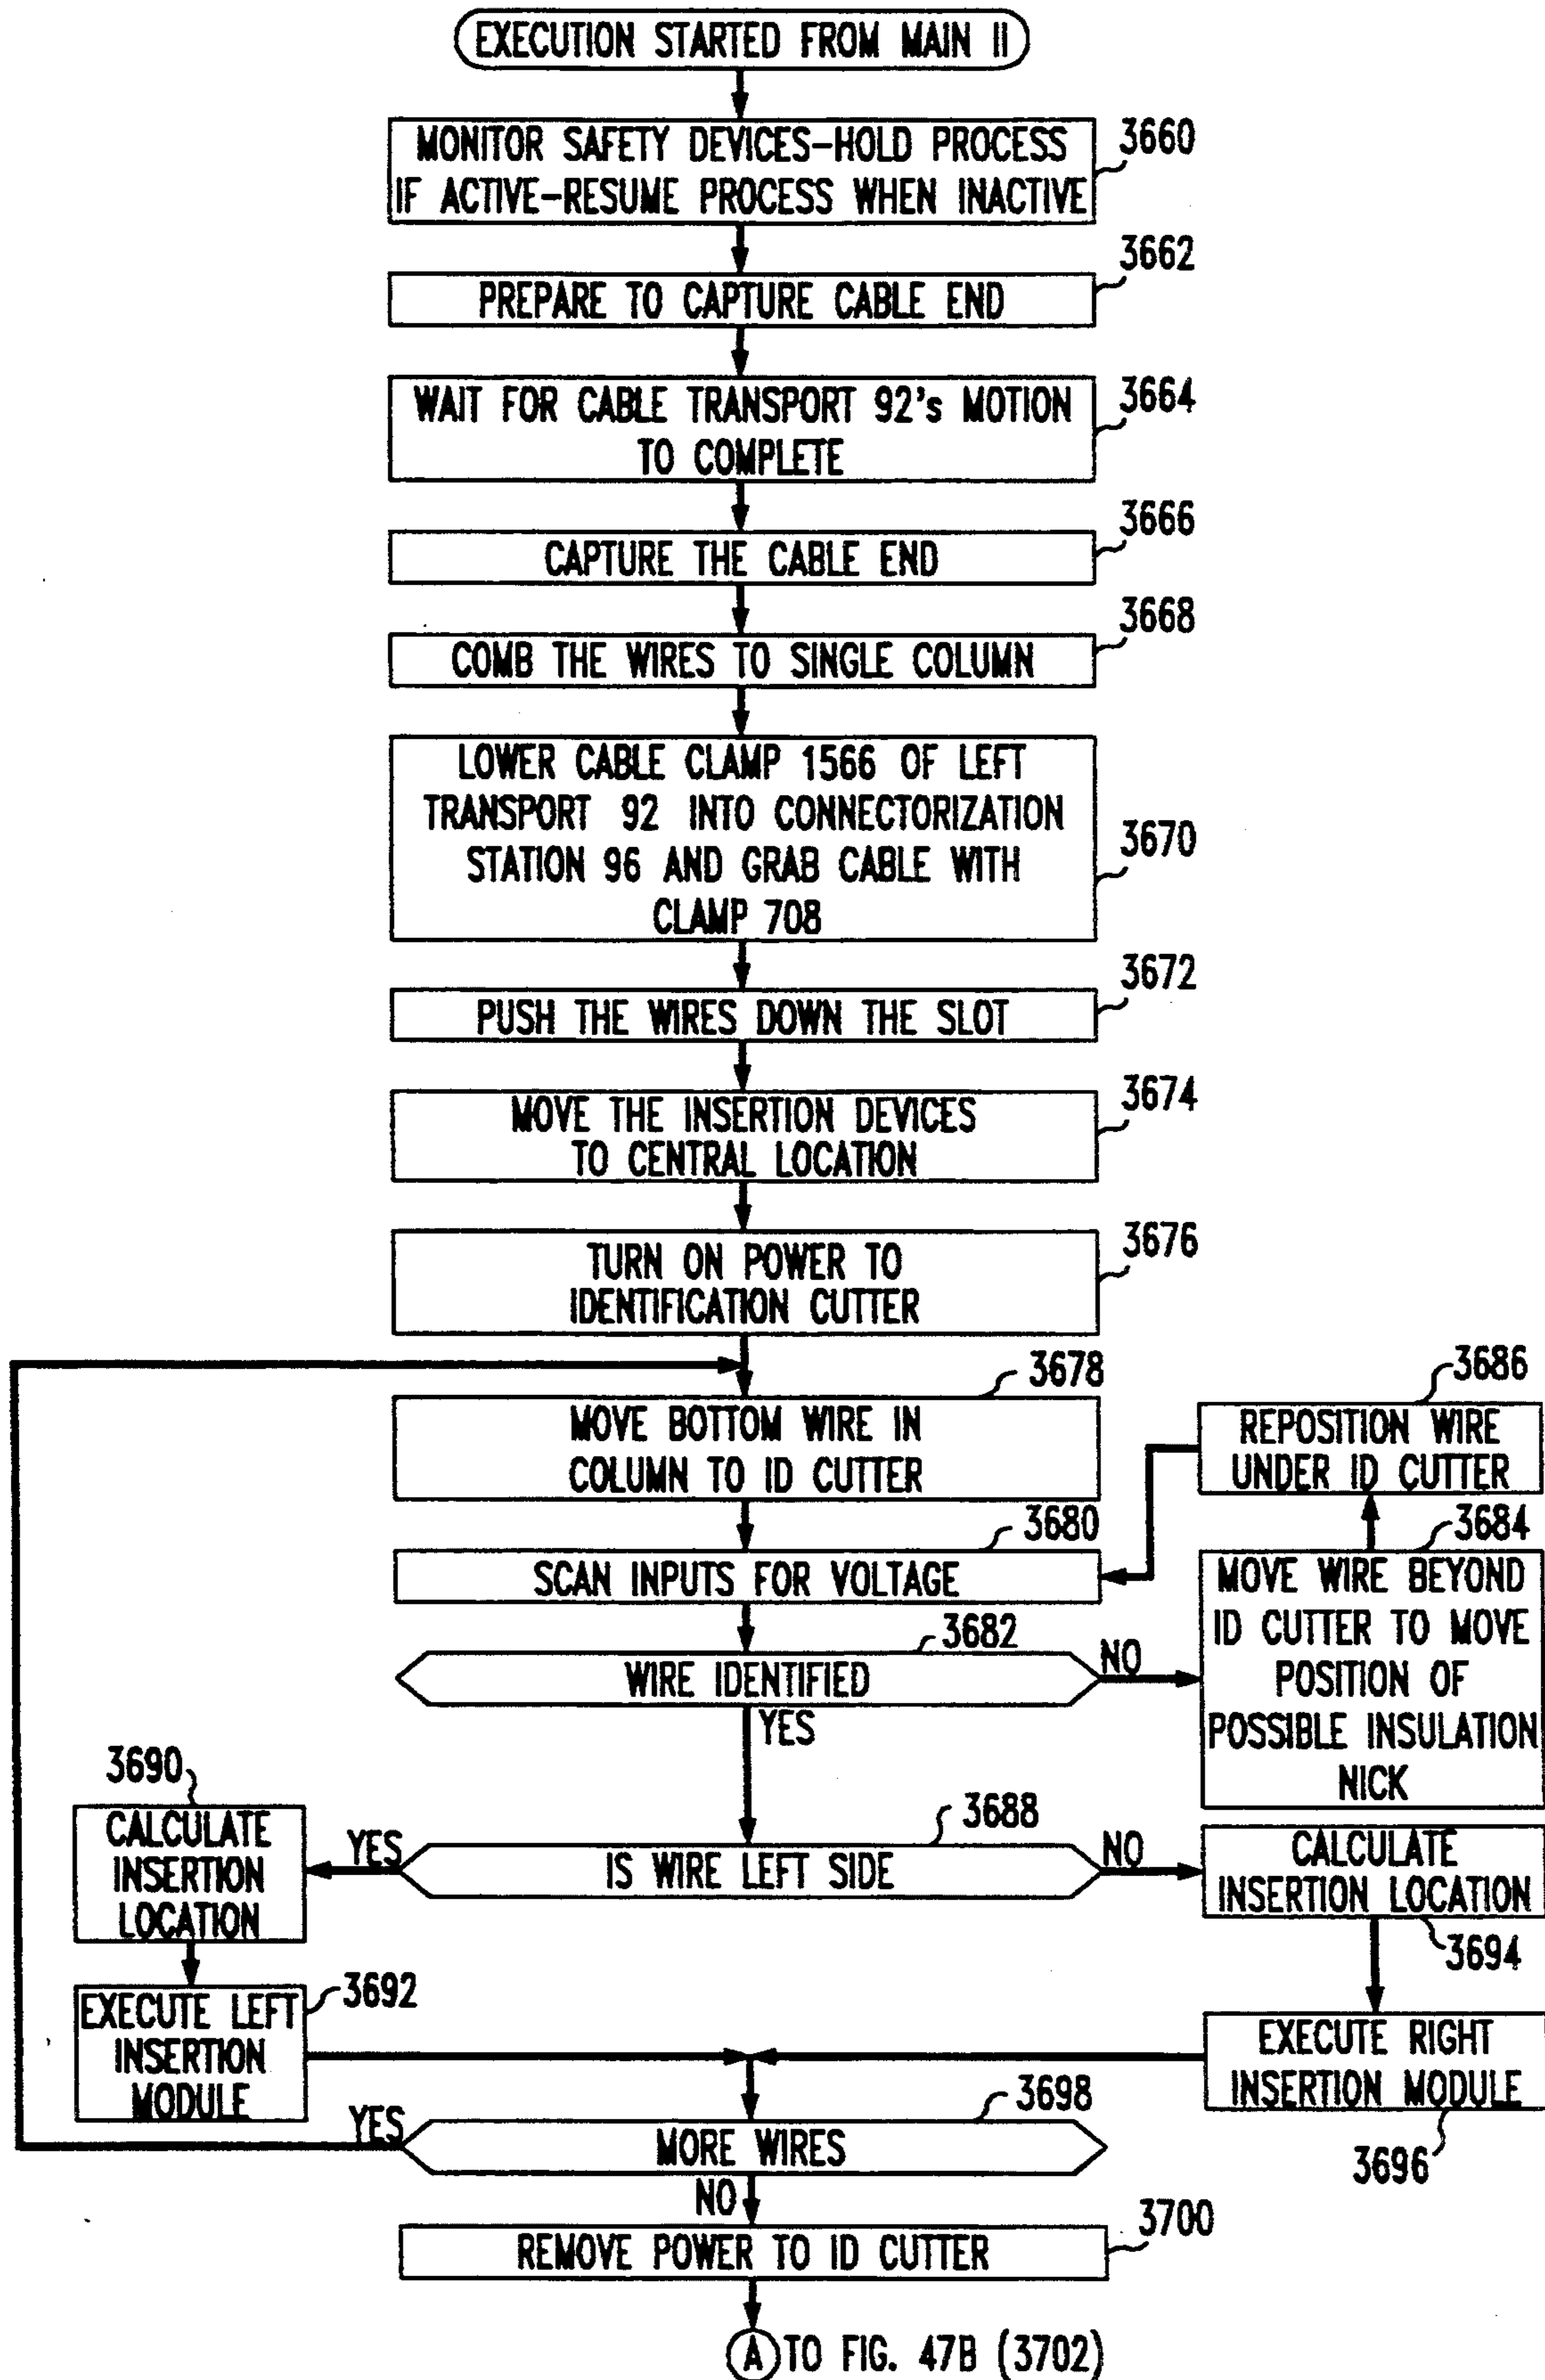 EXECUTION STARTED FROM MAIN II
MONITOR SAFETY DEVICES-HOLD PROCESS
IF ACTIVE-RESUME PROCESS WHEN INACTIVE
3660
PREPARE TO CAPTURE CABLE END
3662
WAIT FOR CABLE TRANSPORT 92's MOTION
TO COMPLETE
3664
CAPTURE THE CABLE END
3666
COMB THE WIRES TO SINGLE COLUMN
3668
LOWER CABLE CLAMP 1566 OF LEFT
TRANSPORT 92 INTO CONNECTORIZATION
STATION 96 AND GRAB CABLE WITH
CLAMP 708
3670
PUSH THE WIRES DOWN THE SLOT
3672
MOVE THE INSERTION DEVICES
TO CENTRAL LOCATION
3674
TURN ON POWER TO
IDENTIFICATION CUTTER
3676
3678
MOVE BOTTOM WIRE IN
COLUMN TO ID CUTTER
3686
REPOSITION WIRE
UNDER ID CUTTER
3680
SCAN INPUTS FOR VOLTAGE
3684
MOVE WIRE BEYOND
ID CUTTER TO MOVE
POSITION OF
POSSIBLE INSULATION
NICK
3682
WIRE IDENTIFIED
NO
YES
3690
CALCULATE
INSERTION
LOCATION
YES
3688
IS WIRE LEFT SIDE
NO
CALCULATE
INSERTION LOCATION
3694
EXECUTE LEFT
INSERTION
MODULE
3692
EXECUTE RIGHT
INSERTION MODULE
3696
YES
3698
MORE WIRES
NO
3700
REMOVE POWER TO ID CUTTER
A TO FIG. 47B (3702)